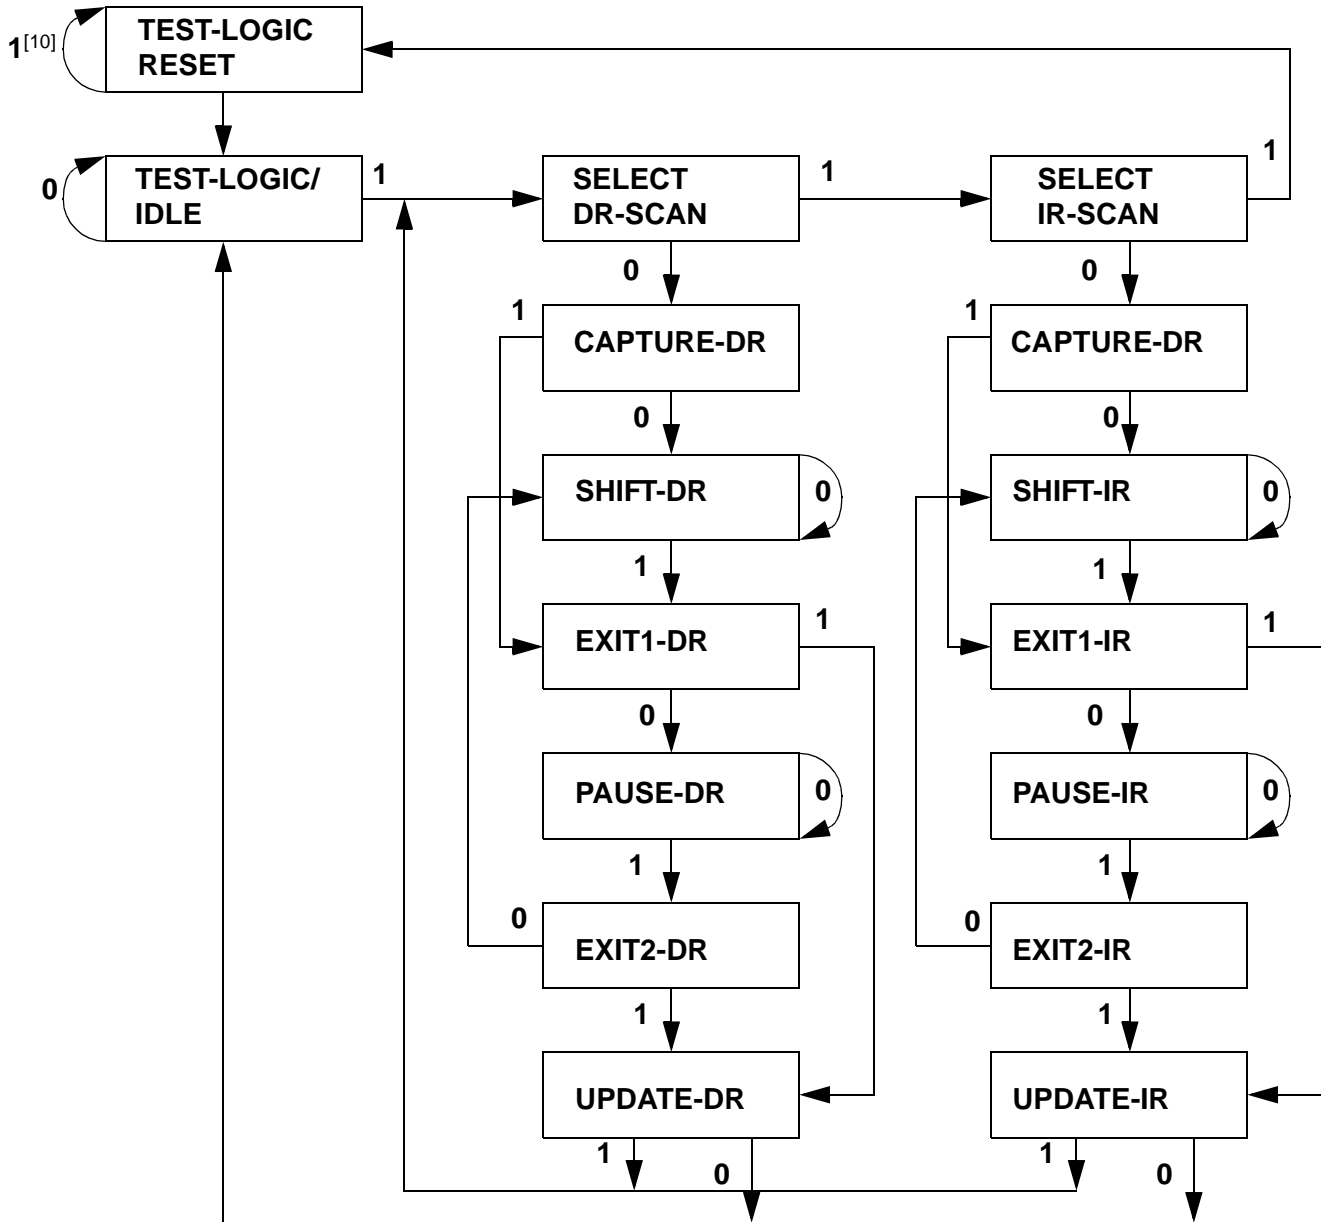 TEST-LOGIC
RESET
1[10]
TEST-LOGIC/
IDLE
0
1
SELECT
DR-SCAN
1
SELECT
IR-SCAN
1
0
0
1
CAPTURE-DR
1
CAPTURE-DR
0
0
SHIFT-DR
0
SHIFT-IR
0
1
1
EXIT1-DR
1
EXIT1-IR
1
0
0
PAUSE-DR
0
PAUSE-IR
0
1
1
0
EXIT2-DR
0
EXIT2-IR
1
1
UPDATE-DR
UPDATE-IR
1
0
1
0